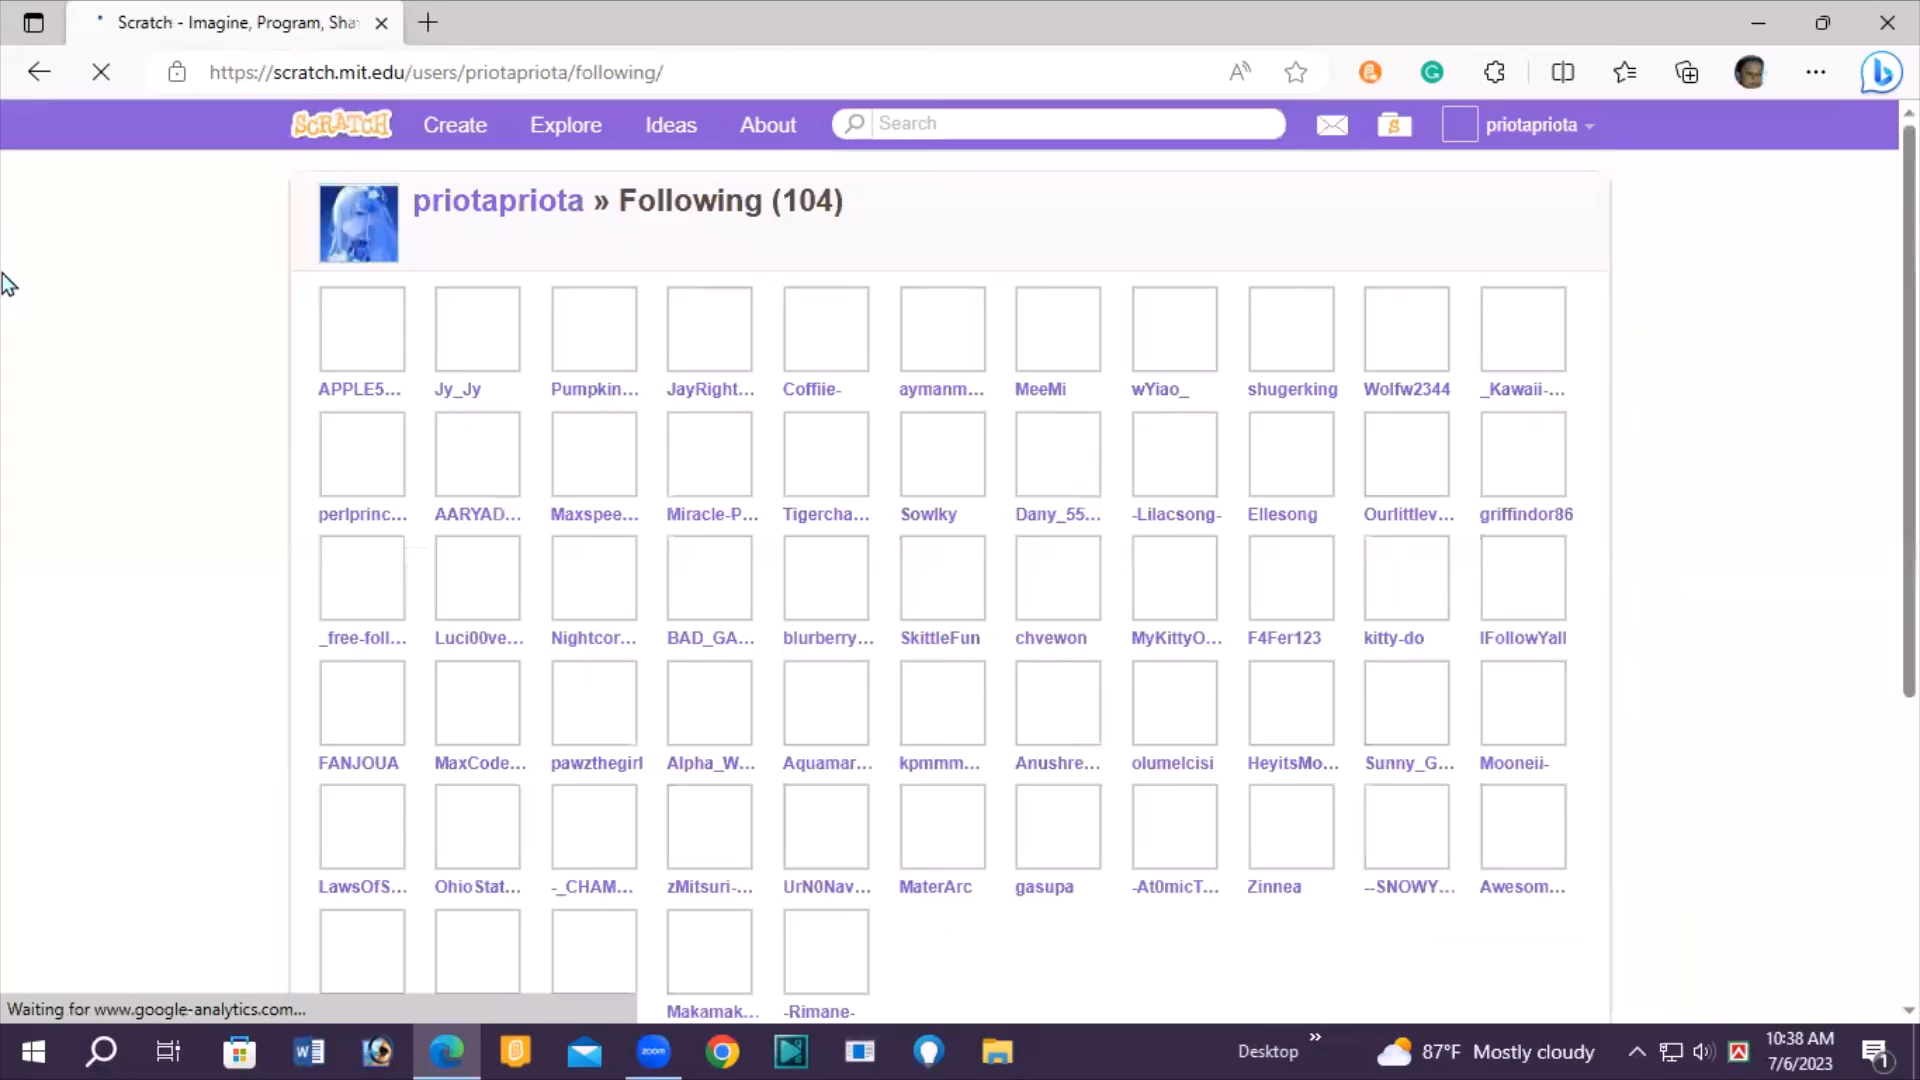 Scratch - Imagine, Program, Sha
https://scratch.mit.edu/users/priotapriota/following/
SCRATCH Create Explore Ideas About Search priotapriota
priotapriota » Following (104)
APPLE5... Jy_Jy Pumpkin... JayRight... Coffiie- aymanm... MeeMi wYiao_ shugerking Wolfw2344 _Kawaii-...
perlprinc... AARYAD... Maxspee... Miracle-P... Tigercha... Sowlky Dany_55... -Lilacsong- Ellesong Ourlittlev... griffindor86
_free-foll... Luci00ve... Nightcor... BAD_GA... blurberry... SkittleFun chvewon MyKittyO... F4Fer123 kitty-do IFollowYall
FANJOUA MaxCode... pawzthegirl Alpha_W... Aquamar... kpmmm... Anushre... olumelcisi HeyitsMo... Sunny_G... Mooneii-
LawsOfS... OhioStat... -_CHAM... zMitsuri-... UrN0Nav... MaterArc gasupa -At0micT... Zinnea --SNOWY... Awesom...
Makamak... -Rimane-
Waiting for www.google-analytics.com...
zoom Desktop 87°F Mostly cloudy 10:38 AM
7/6/2023 1